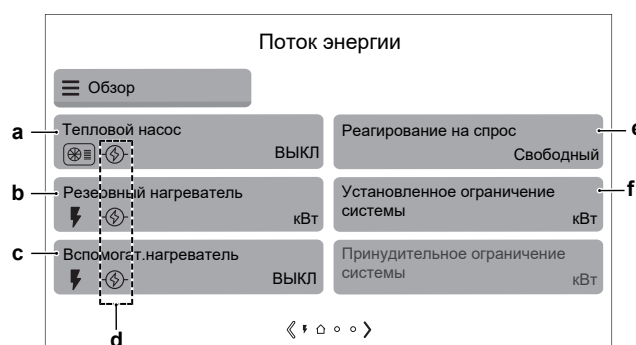 Поток энергии
Обзор
a
Тепловой насос
ВЫКЛ
Реагирование на спрос
Свободный
e
b
Резервный нагреватель
кВт
Установленное ограничение
системы
кВт
f
c
Вспомогат.нагреватель
ВЫКЛ
Принудительное ограничение
системы
кВт
d